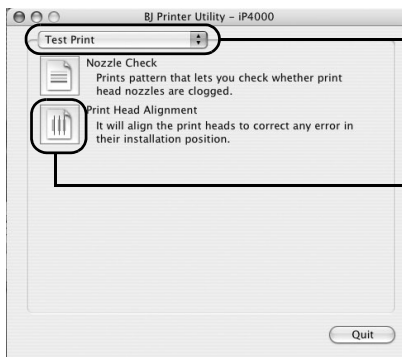 BJ Printer Utility – iP4000
Test Print
Nozzle Check
Prints pattern that lets you check whether print
head nozzles are clogged.
Print Head Alignment
It will align the print heads to correct any error in
their installation position.
Quit